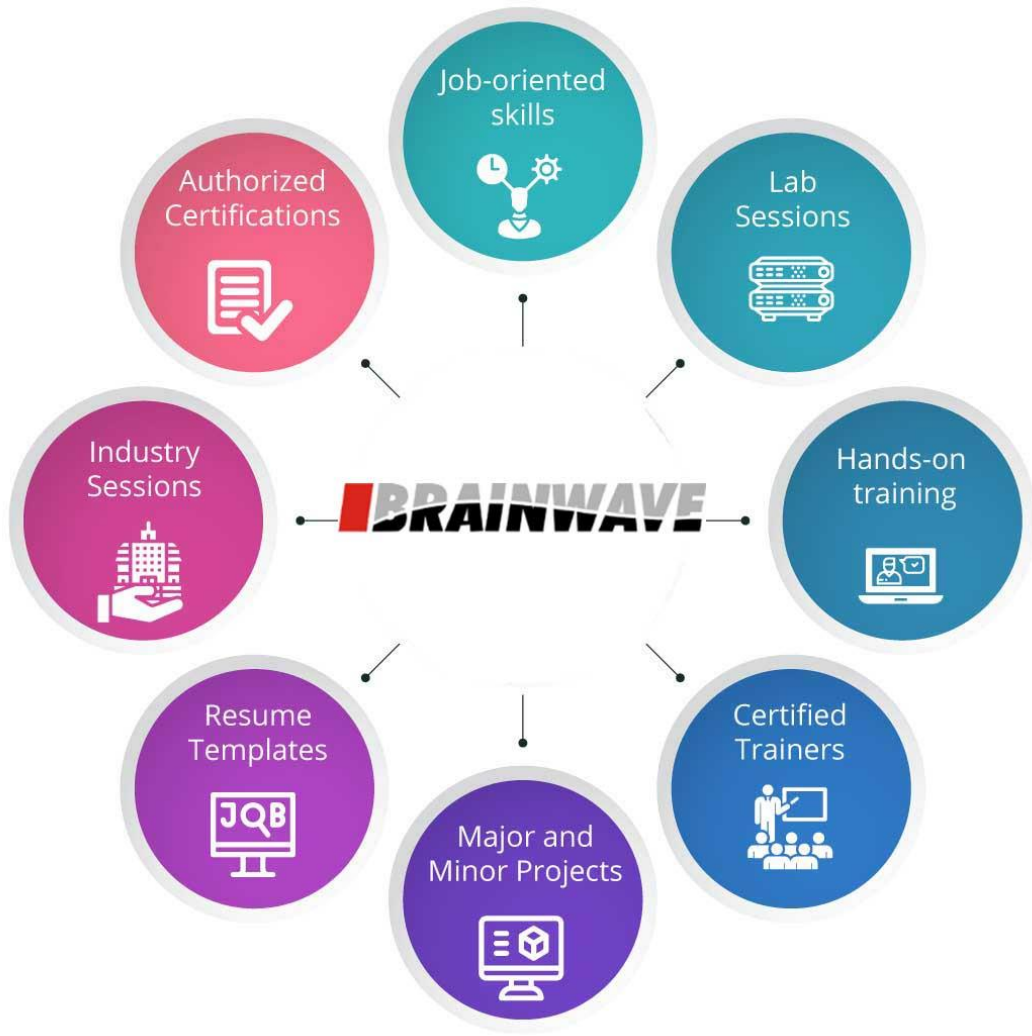 Job-oriented
skills
Lab
Sessions
Hands-on
training
Certified
Trainers
Major and
Minor Projects
Resume
Templates
JQB
Industry
Sessions
Authorized
Certifications
BRAINWAVE